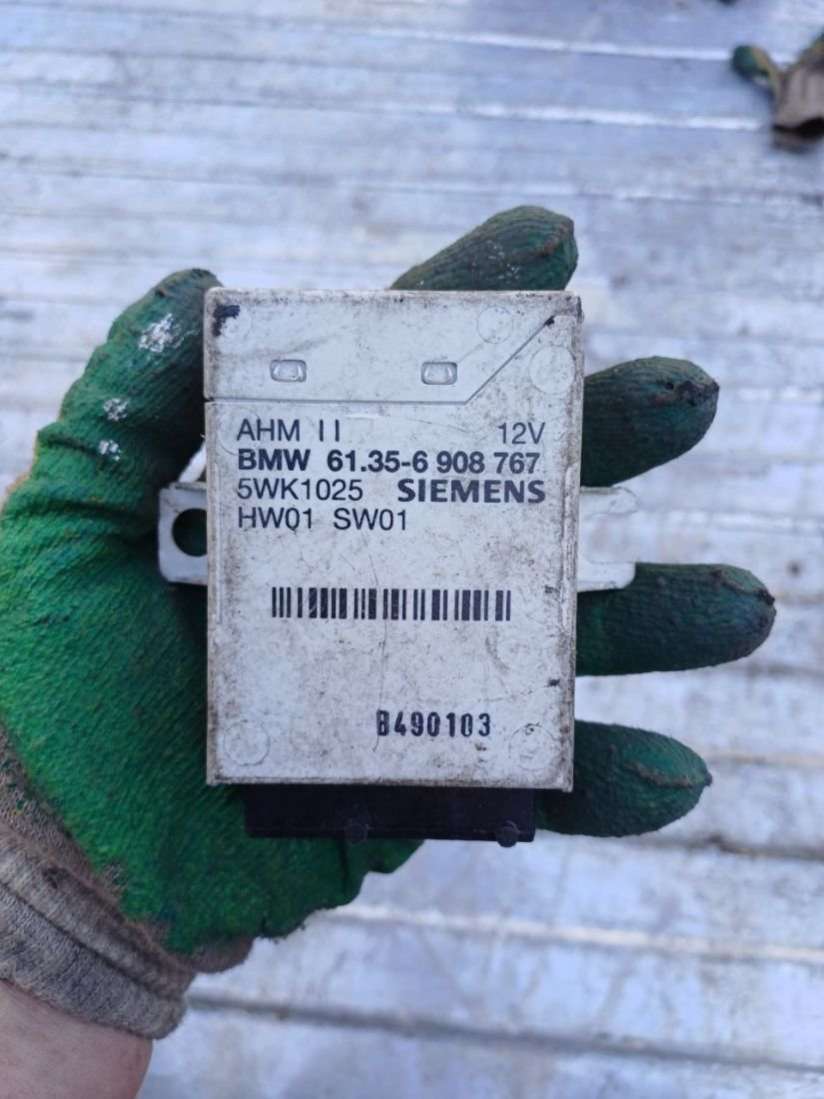 AHM II 12V
BMW 61.35-6 908 767
5WK1025 SIEMENS
HW01 SW01
B490103